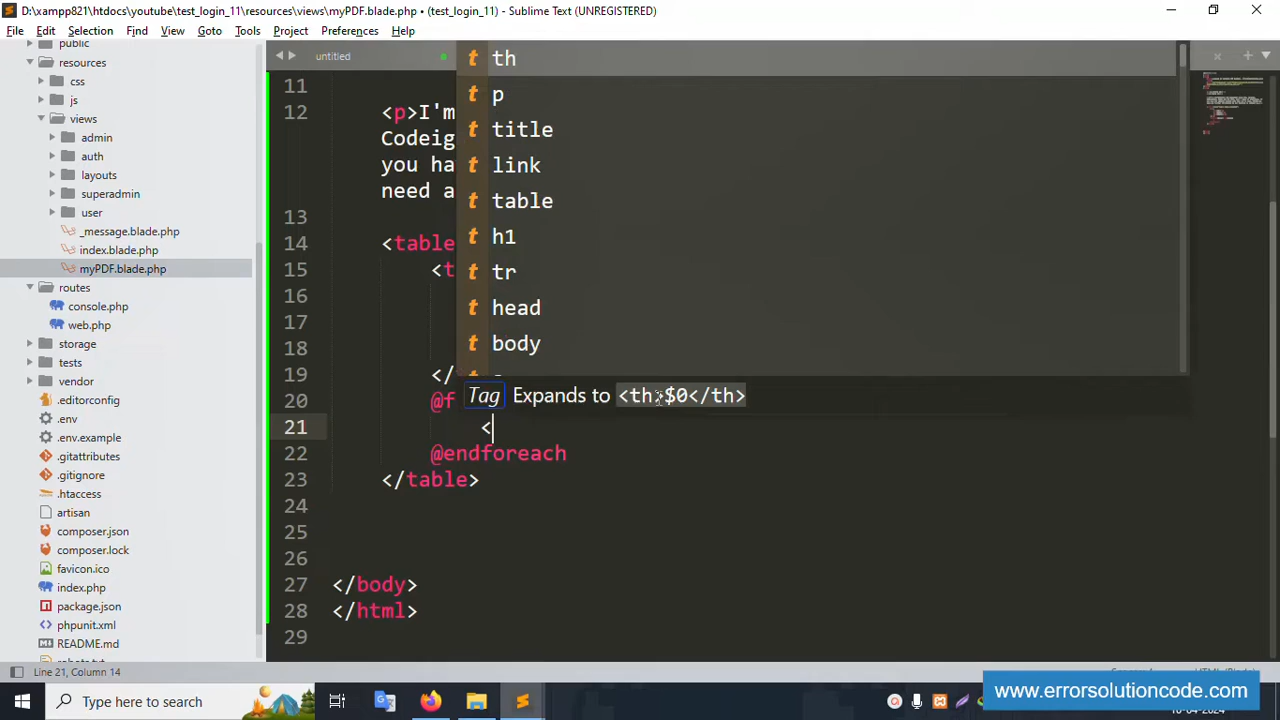 D:\xampp821\htdocs\youtube\test_login_11\resources\views\myPDF.blade.php • (test_login_11) - Sublime Text (UNREGISTERED)
File Edit Selection Find View Goto Tools Project Preferences Help
public
resources
css
js
views
admin
auth
layouts
superadmin
user
_message.blade.php
index.blade.php
myPDF.blade.php
routes
console.php
web.php
storage
tests
vendor
.editorconfig
.env
.env.example
.gitattributes
.gitignore
.htaccess
artisan
composer.json
composer.lock
favicon.ico
index.php
package.json
phpunit.xml
README.md
untitled
11
12 <p>I'm
Codeig
you ha
need a
13
14 <table
15 <t
16
17
18
19 </
20 @f
21 <
22 @endforeach
23 </table>
24
25
26
27 </body>
28 </html>
29
t th
t p
t title
t link
t table
t h1
t tr
t head
t body
Tag Expands to <th>$0</th>
Line 21, Column 14
Type here to search
www.errorsolutioncode.com